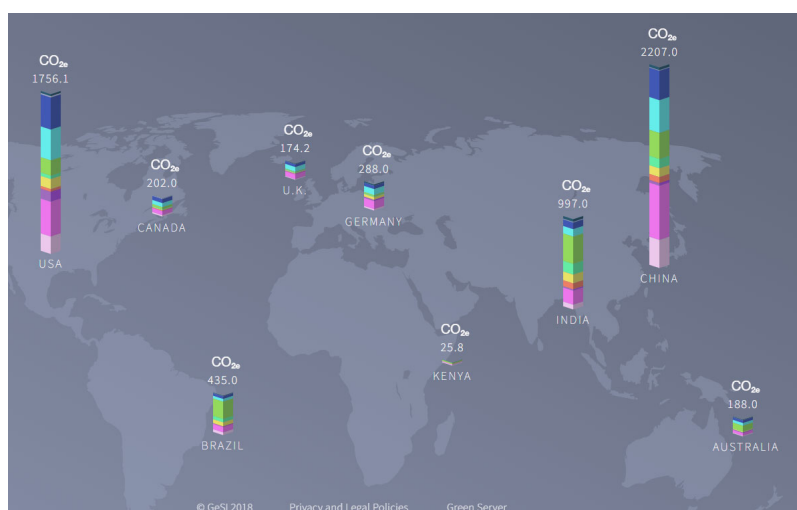 CO2e
1756.1
USA
CO2e
202.0
CANADA
CO2e
174.2
U.K.
CO2e
288.0
GERMANY
CO2e
997.0
INDIA
CO2e
2207.0
CHINA
CO2e
25.8
KENYA
CO2e
435.0
BRAZIL
CO2e
188.0
AUSTRALIA
© GeSI 2018 Privacy and Legal Policies Green Server